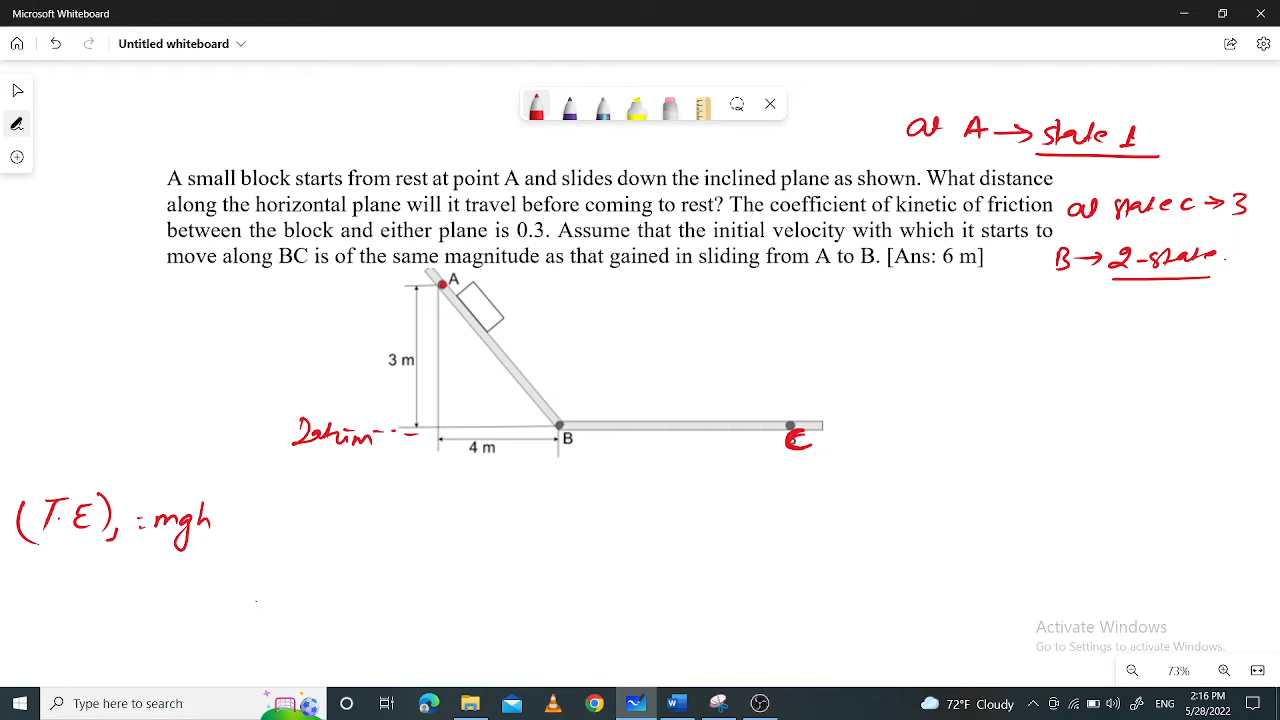 Microsoft Whiteboard
Untitled whiteboard
at A → state 1
A small block starts from rest at point A and slides down the inclined plane as shown. What distance
along the horizontal plane will it travel before coming to rest? The coefficient of kinetic of friction
between the block and either plane is 0.3. Assume that the initial velocity with which it starts to
move along BC is of the same magnitude as that gained in sliding from A to B. [Ans: 6 m]
at state C → 3
B → 2-state
A
3 m
Datum
B
C
4 m
(T.E)₁ = mgh
Activate Windows
Go to Settings to activate Windows.
73%
Type here to search
72°F Cloudy
ENG
2:16 PM
5/28/2022